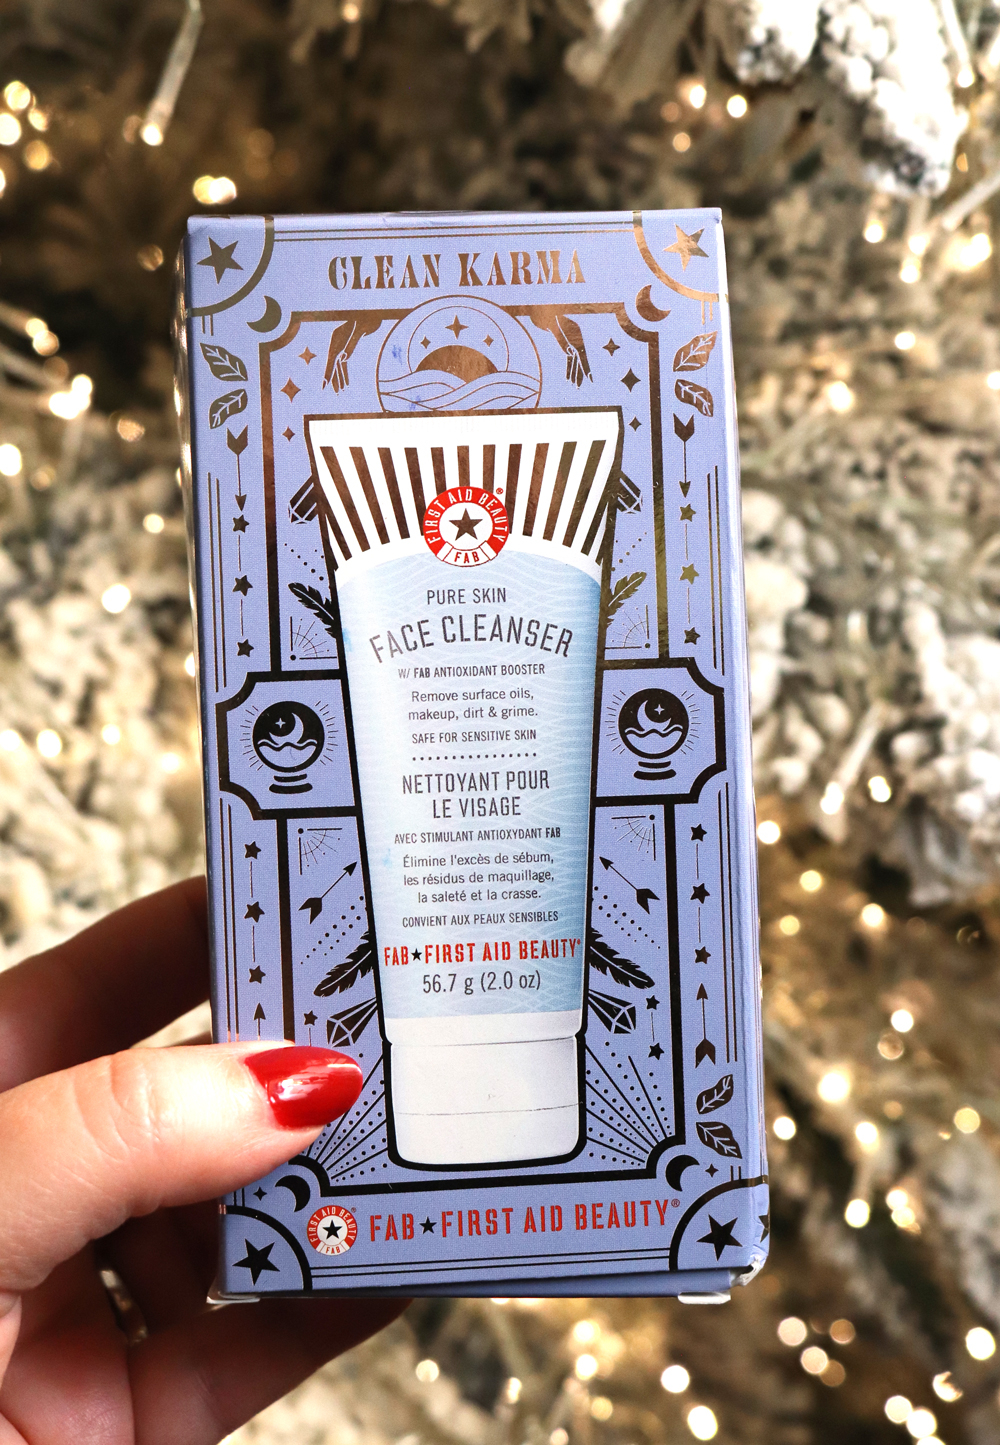 CLEAN KARMA
FIRST AID BEAUTY®
FAB
PURE SKIN
FACE CLEANSER
W/ FAB ANTIOXIDANT BOOSTER
Remove surface oils,
makeup, dirt & grime.
SAFE FOR SENSITIVE SKIN
NETTOYANT POUR
LE VISAGE
AVEC STIMULANT ANTIOXYDANT FAB
Élimine l'excès de sébum,
les résidus de maquillage,
la saleté et la crasse.
CONVIENT AUX PEAUX SENSIBLES
FAB★FIRST AID BEAUTY®
56.7 g (2.0 oz)
FIRST AID BEAUTY®
FAB
FAB★FIRST AID BEAUTY®